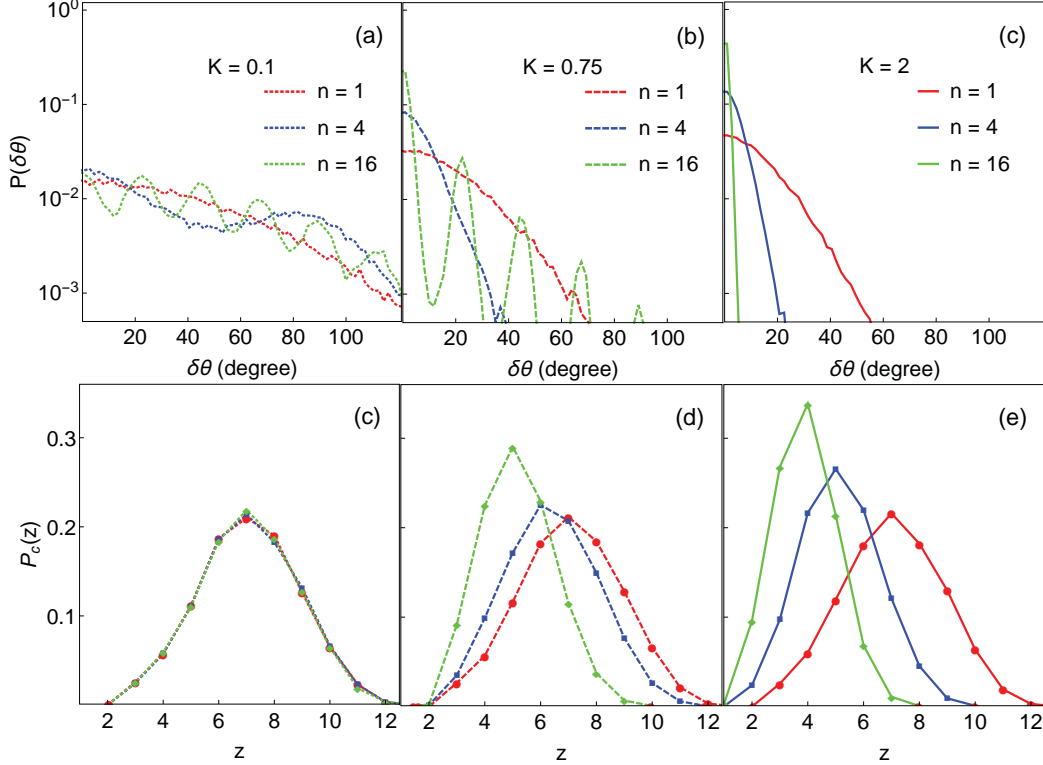 10⁰
(a)
(b)
(c)
K = 0.1
K = 0.75
K = 2
n = 1
n = 1
n = 1
10⁻¹
n = 4
n = 4
n = 4
n = 16
n = 16
n = 16
P(δθ)
10⁻²
10⁻³
20 40 60 80 100
20 40 60 80 100
20 40 60 80 100
δθ (degree)
δθ (degree)
δθ (degree)
(c)
(d)
(e)
0.3
P_c(z)
0.2
0.1
2 4 6 8 10 12
2 4 6 8 10 12
2 4 6 8 10 12
z
z
z